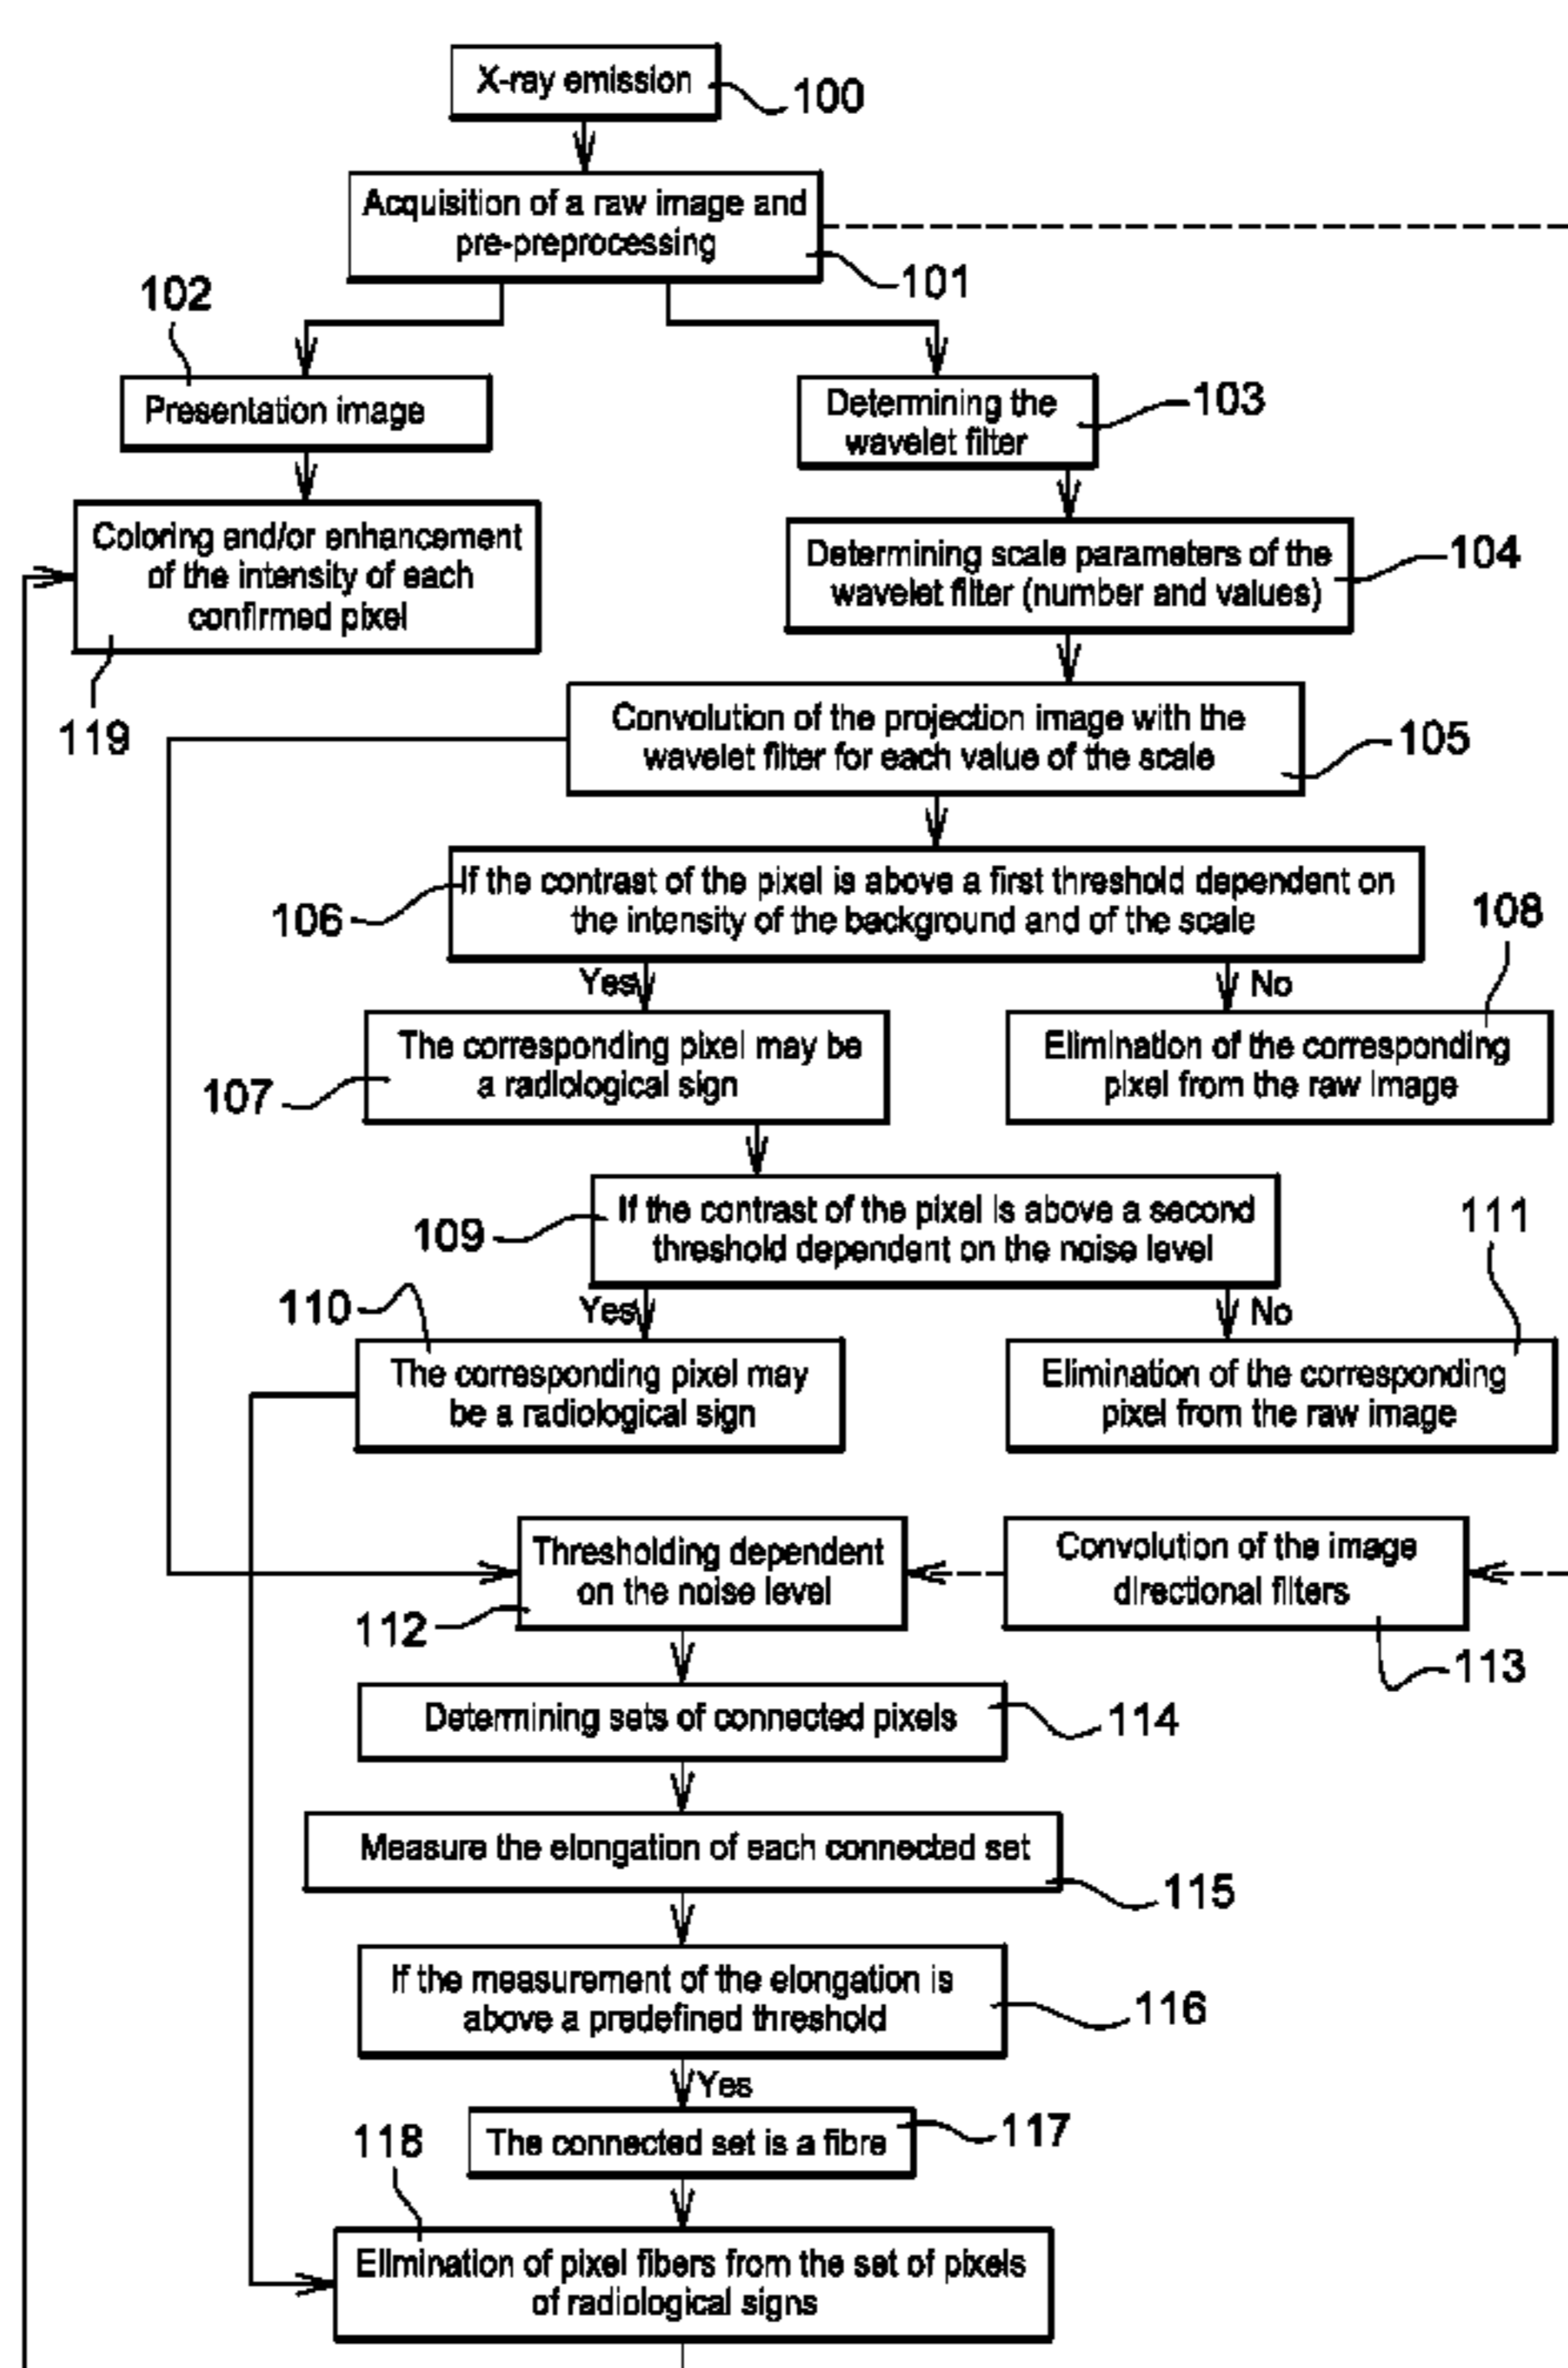 X-ray emission
100
Acquisition of a raw image and
pre-preprocessing
101
102
Presentation image
Determining the
wavelet filter
103
Coloring and/or enhancement
of the intensity of each
confirmed pixel
119
Determining scale parameters of the
wavelet filter (number and values)
104
Convolution of the projection image with the
wavelet filter for each value of the scale
105
If the contrast of the pixel is above a first threshold dependent on
the intensity of the background and of the scale
106
108
Yes
No
The corresponding pixel may be
a radiological sign
107
Elimination of the corresponding
pixel from the raw image
If the contrast of the pixel is above a second
threshold dependent on the noise level
109
111
110
Yes
No
The corresponding pixel may
be a radiological sign
Elimination of the corresponding
pixel from the raw image
Thresholding dependent
on the noise level
112
Convolution of the image
directional filters
113
Determining sets of connected pixels
114
Measure the elongation of each connected set
115
If the measurement of the elongation is
above a predefined threshold
116
Yes
The connected set is a fibre
117
118
Elimination of pixel fibers from the set of pixels
of radiological signs